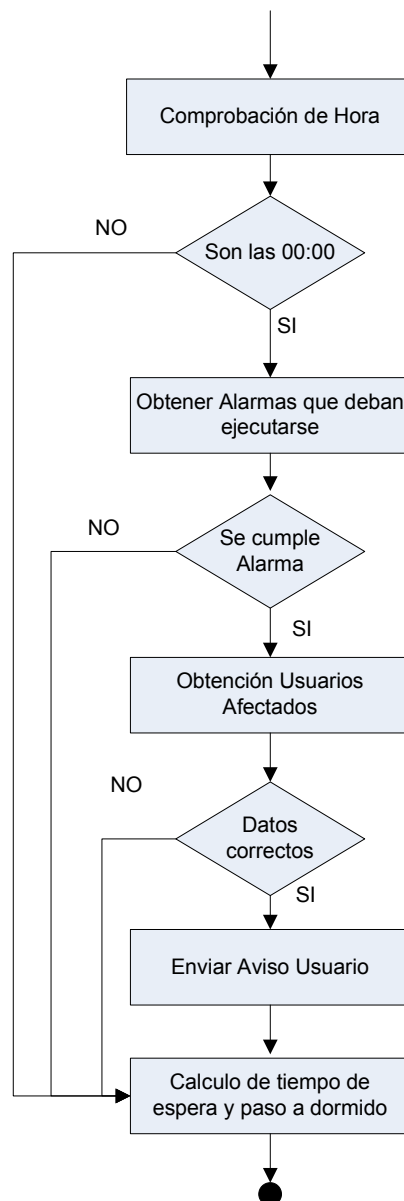 Comprobación de Hora
NO
Son las 00:00
SI
Obtener Alarmas que deban
ejecutarse
NO
Se cumple
Alarma
SI
Obtención Usuarios
Afectados
NO
Datos
correctos
SI
Enviar Aviso Usuario
Calculo de tiempo de
espera y paso a dormido